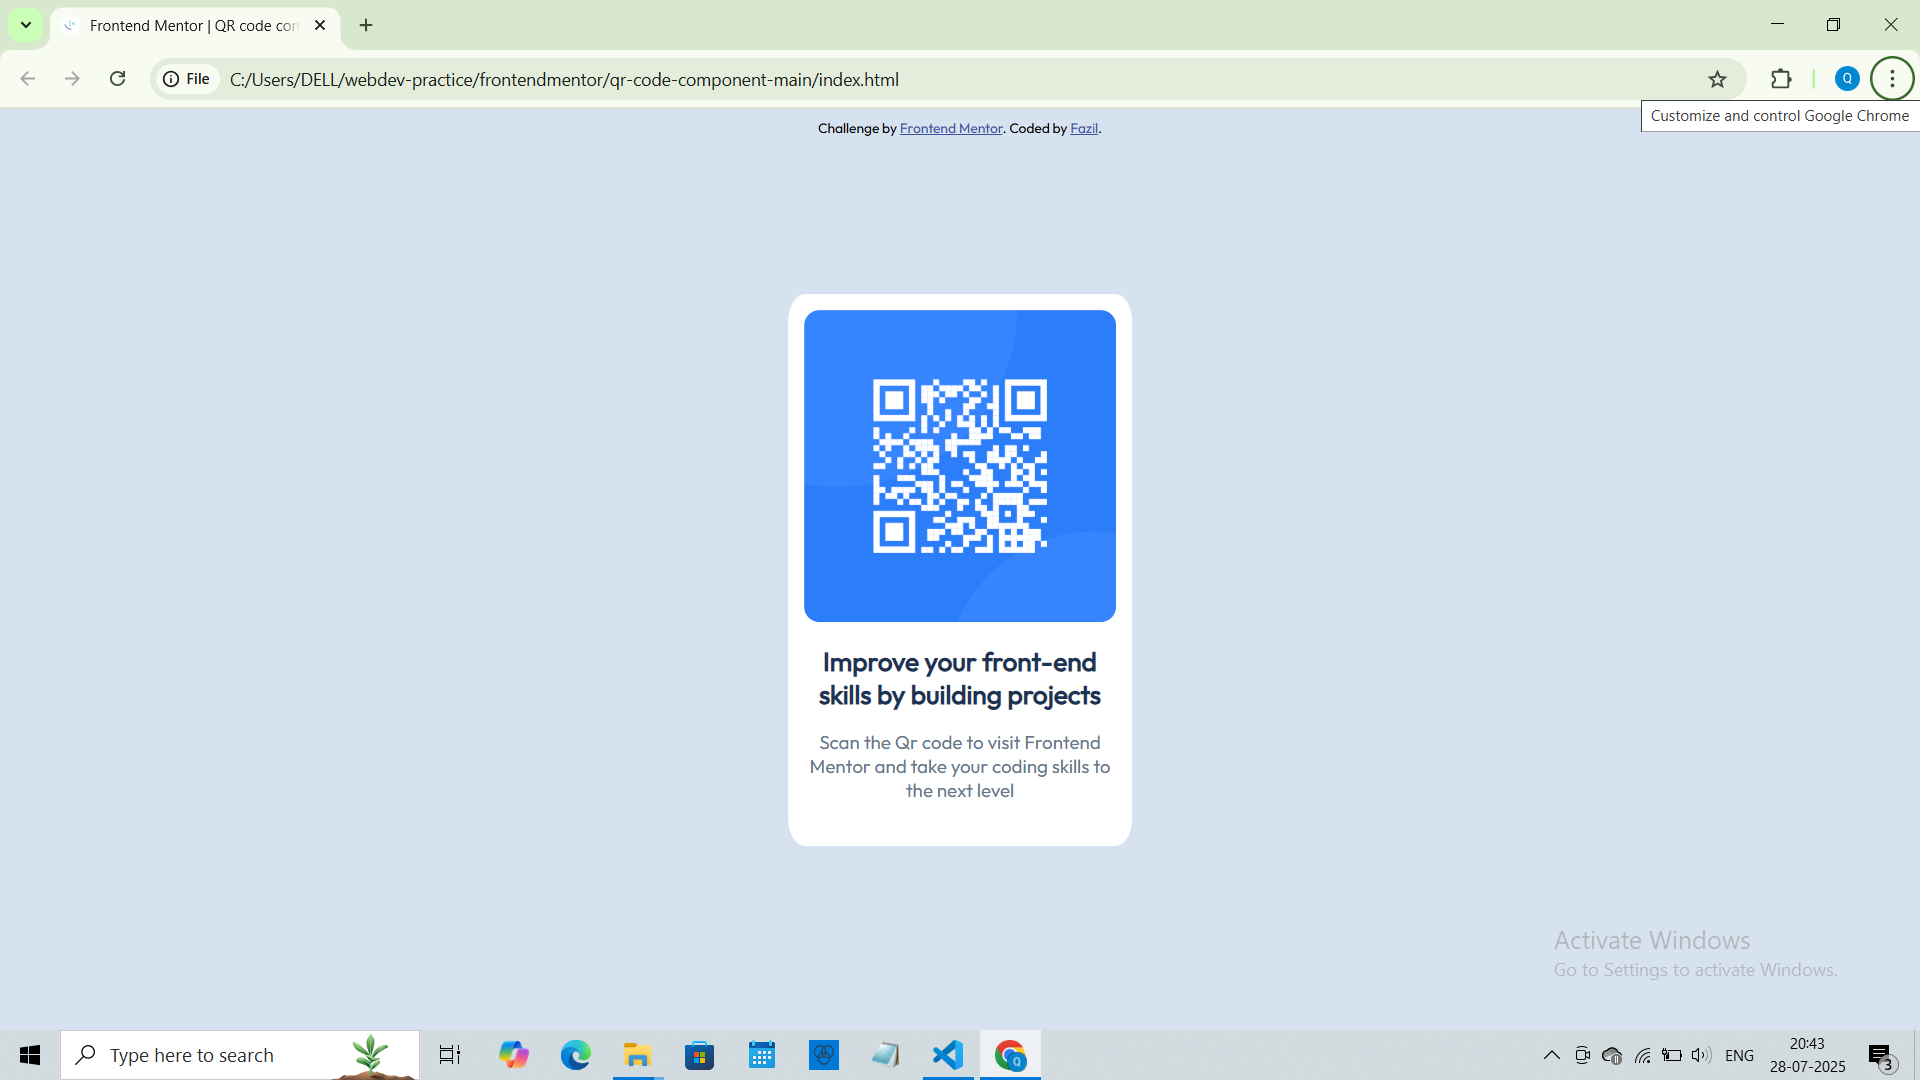 Frontend Mentor | QR code con
File
C:/Users/DELL/webdev-practice/frontendmentor/qr-code-component-main/index.html
Q
Customize and control Google Chrome
Challenge by Frontend Mentor. Coded by Fazil.
Improve your front-end
skills by building projects
Scan the Qr code to visit Frontend
Mentor and take your coding skills to
the next level
Activate Windows
Go to Settings to activate Windows.
Type here to search
Q
ENG
20:43
28-07-2025
3